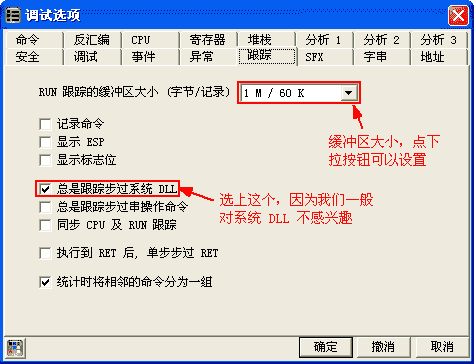 调试选项
命令 反汇编 CPU 寄存器 堆栈 分析 1 分析 2 分析 3
安全 调试 事件 异常 跟踪 SFX 字串 地址
RUN 跟踪的缓冲区大小 (字节/记录) 1 M / 60 K
缓冲区大小，点下
拉按钮可以设置
记录命令
显示 ESP
显示标志位
总是跟踪步过系统 DLL
选上这个，因为我们一般
对系统 DLL 不感兴趣
总是跟踪步过串操作命令
同步 CPU 及 RUN 跟踪
执行到 RET 后, 单步步过 RET
统计时将相邻的命令分为一组
确定 撤消 取消